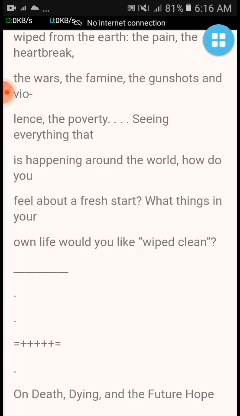 0:0KB/s U:0KB/s No internet connection 81% 6:16 AM
wiped from the earth: the pain, the
heartbreak,
the wars, the famine, the gunshots and
vio-
lence, the poverty. . . . Seeing
everything that
is happening around the world, how do
you
feel about a fresh start? What things in
your
own life would you like “wiped clean”?
___________
.
.
=+++++=
.
On Death, Dying, and the Future Hope